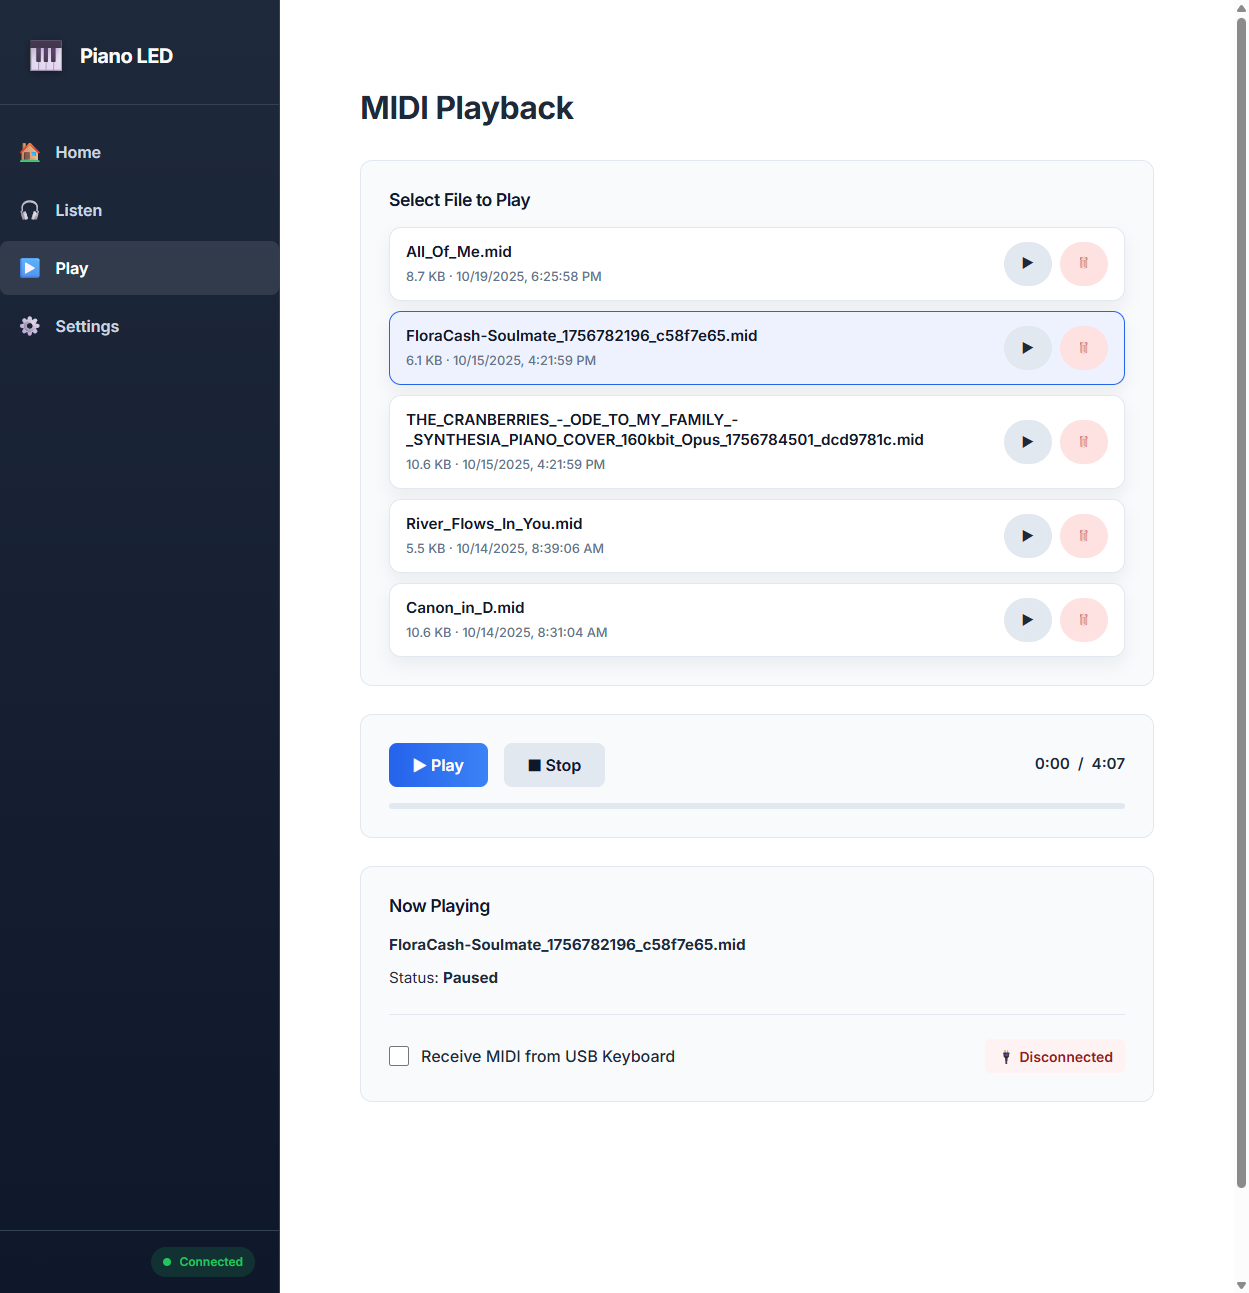 Piano LED
Home
Listen
Play
Settings
Connected
MIDI Playback
Select File to Play
All_Of_Me.mid
8.7 KB · 10/19/2025, 6:25:58 PM
FloraCash-Soulmate_1756782196_c58f7e65.mid
6.1 KB · 10/15/2025, 4:21:59 PM
THE_CRANBERRIES_-_ODE_TO_MY_FAMILY_-
_SYNTHESIA_PIANO_COVER_160kbit_Opus_1756784501_dcd9781c.mid
10.6 KB · 10/15/2025, 4:21:59 PM
River_Flows_In_You.mid
5.5 KB · 10/14/2025, 8:39:06 AM
Canon_in_D.mid
10.6 KB · 10/14/2025, 8:31:04 AM
Play
Stop
0:00 / 4:07
Now Playing
FloraCash-Soulmate_1756782196_c58f7e65.mid
Status: Paused
Receive MIDI from USB Keyboard
Disconnected